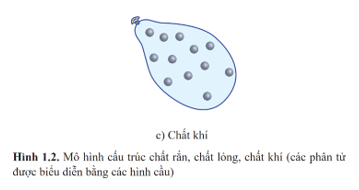 c) Chất khí
Hình 1.2. Mô hình cấu trúc chất rắn, chất lỏng, chất khí (các phân tử
được biểu diễn bằng các hình cầu)